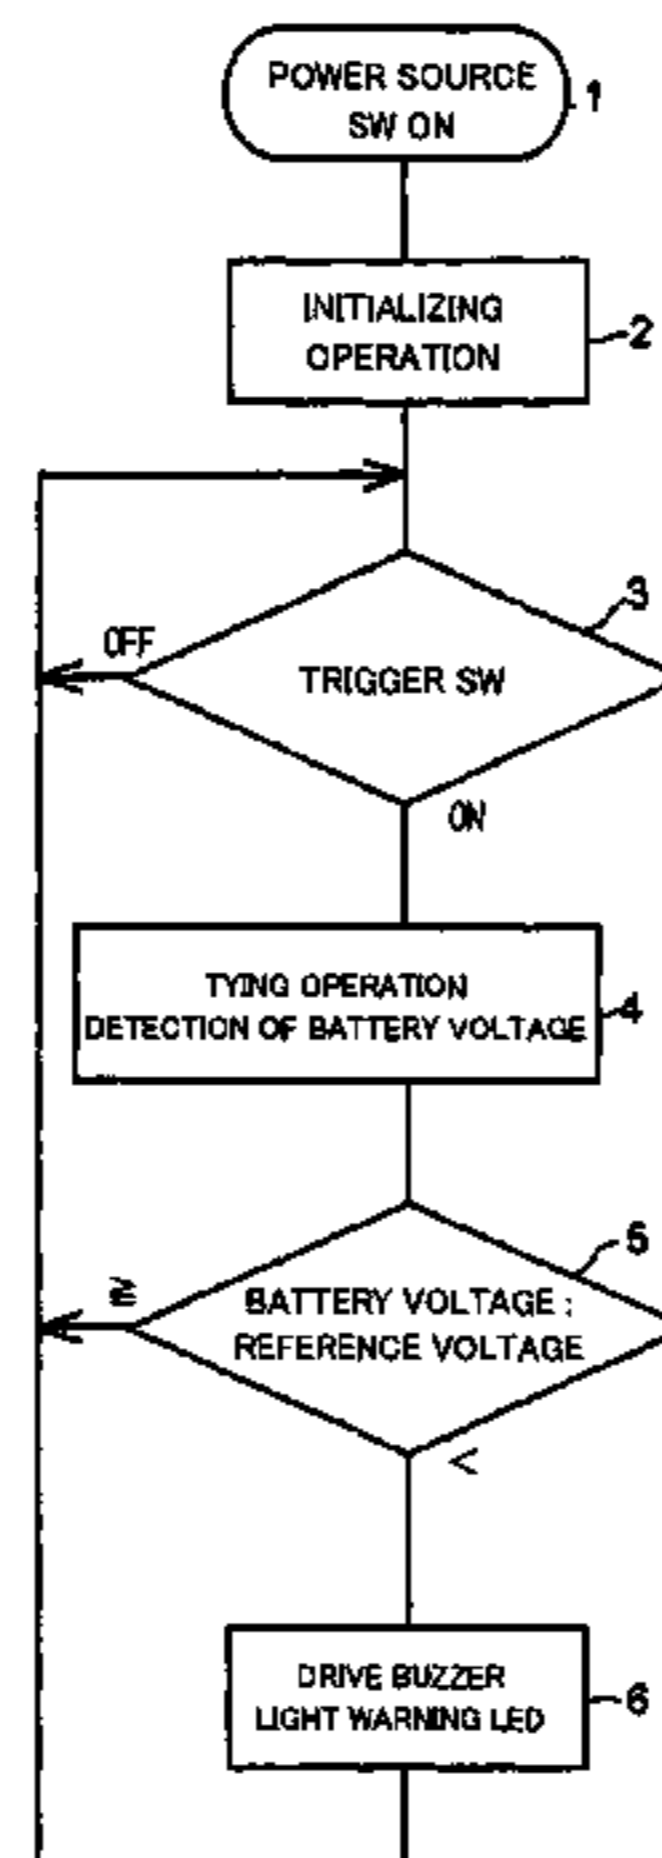 POWER SOURCE
SW ON
1
INITIALIZING
OPERATION
2
3
OFF
TRIGGER SW
ON
TYING OPERATION
DETECTION OF BATTERY VOLTAGE
4
5
≧
BATTERY VOLTAGE :
REFERENCE VOLTAGE
<
DRIVE BUZZER
LIGHT WARNING LED
6